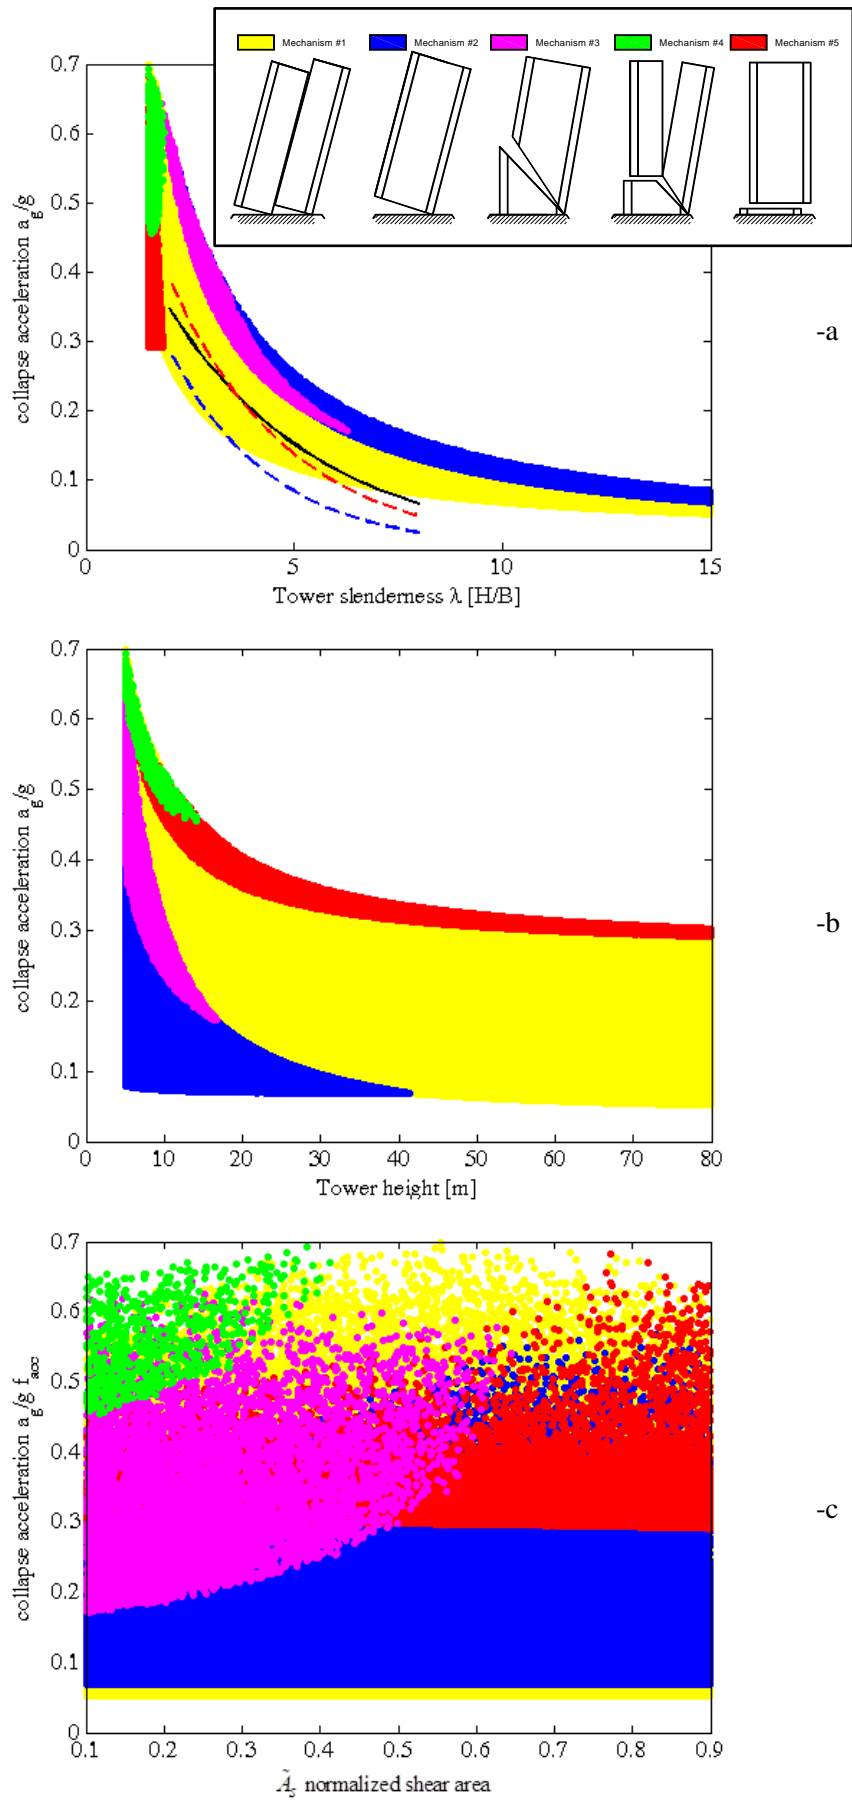 Mechanism #1 Mechanism #2 Mechanism #3 Mechanism #4 Mechanism #5
0.7
0.6
0.5
0.4
0.3
0.2
0.1
0
collapse acceleration a_g/g
0 5 10 15
Tower slenderness λ [H/B]
-a
0.7
0.6
0.5
0.4
0.3
0.2
0.1
0
collapse acceleration a_g/g
0 10 20 30 40 50 60 70 80
Tower height [m]
-b
0.7
0.6
0.5
0.4
0.3
0.2
0.1
0
collapse acceleration a_g/g f_acc
0.1 0.2 0.3 0.4 0.5 0.6 0.7 0.8 0.9
Ã_s normalized shear area
-c